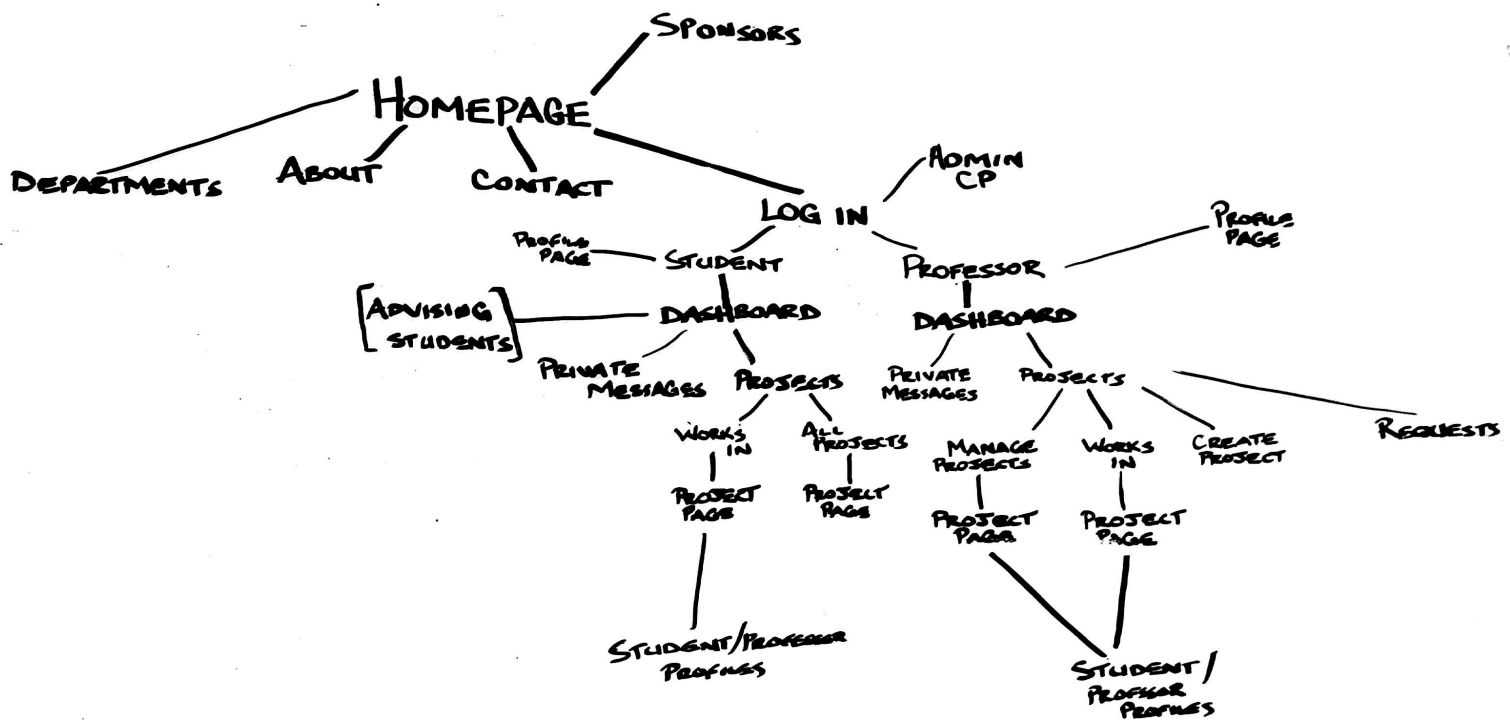 SPONSORS
HOMEPAGE
DEPARTMENTS
ABOUT
CONTACT
ADMIN
CP
LOG IN
PROFILE
PAGE
STUDENT
PROFESSOR
PROFILE
PAGE
[ADVISING
STUDENTS]
DASHBOARD
DASHBOARD
PRIVATE
MESSAGES
PROJECTS
PRIVATE
MESSAGES
PROJECTS
REQUESTS
WORKS
IN
ALL
PROJECTS
MANAGE
PROJECTS
WORKS
IN
CREATE
PROJECT
PROJECT
PAGE
PROJECT
PAGE
PROJECT
PAGE
PROJECT
PAGE
STUDENT/PROFESSOR
PROFILES
STUDENT/
PROFSSOR
PROFILES